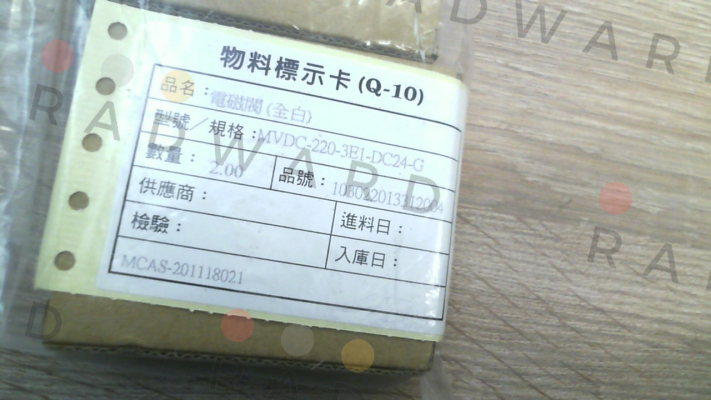 物料標示卡 (Q-10)
品名：電磁閥 (全白)
型號／規格：MVDC-220-3E1-DC24-G
數量： 2.00 品號：
供應商： 進料日：
檢驗： 入庫日：
MCAS-201118021
RADWARD